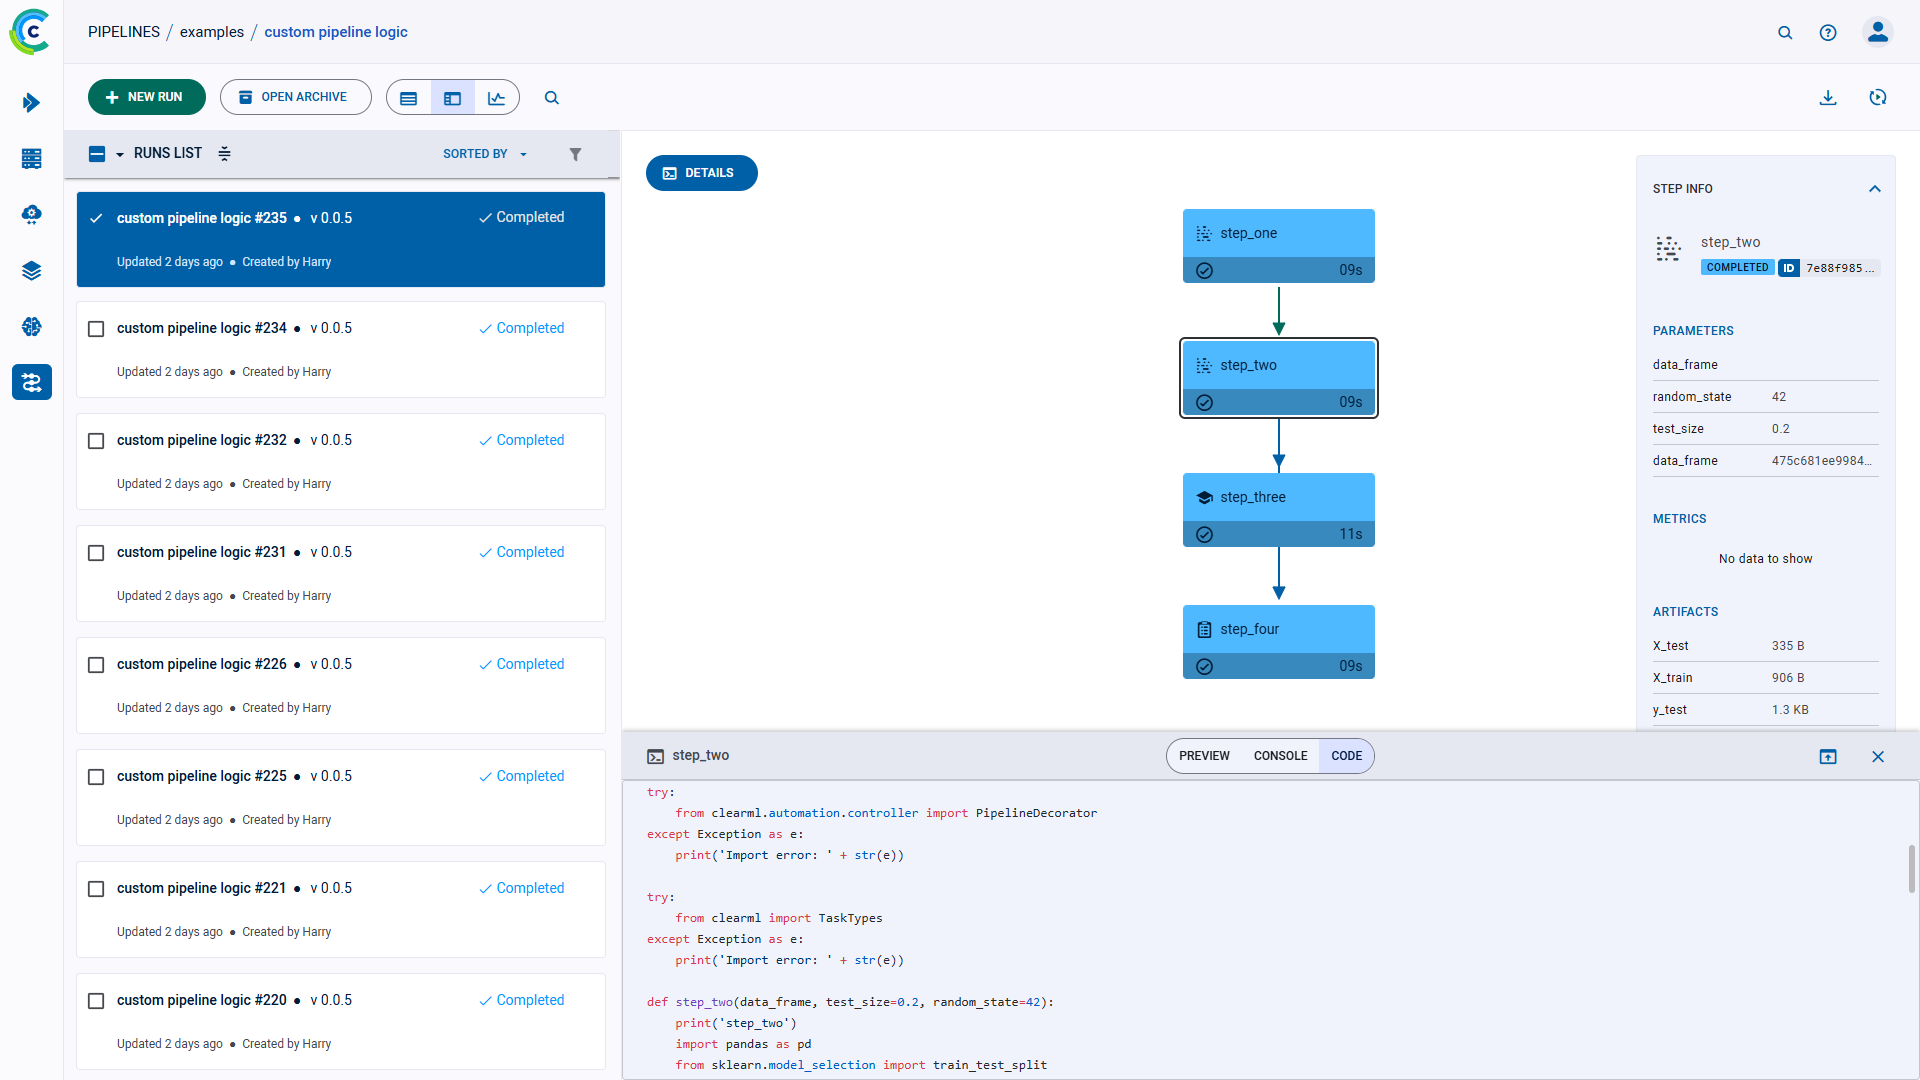 PIPELINES / examples / custom pipeline logic
NEW RUN
OPEN ARCHIVE
RUNS LIST
SORTED BY
custom pipeline logic #235 ● v 0.0.5
Completed
Updated 2 days ago ● Created by Harry
custom pipeline logic #234 ● v 0.0.5
Completed
Updated 2 days ago ● Created by Harry
custom pipeline logic #232 ● v 0.0.5
Completed
Updated 2 days ago ● Created by Harry
custom pipeline logic #231 ● v 0.0.5
Completed
Updated 2 days ago ● Created by Harry
custom pipeline logic #226 ● v 0.0.5
Completed
Updated 2 days ago ● Created by Harry
custom pipeline logic #225 ● v 0.0.5
Completed
Updated 2 days ago ● Created by Harry
custom pipeline logic #221 ● v 0.0.5
Completed
Updated 2 days ago ● Created by Harry
custom pipeline logic #220 ● v 0.0.5
Completed
Updated 2 days ago ● Created by Harry
DETAILS
step_one
09s
step_two
09s
step_three
11s
step_four
09s
STEP INFO
step_two
COMPLETED ID 7e88f985 ...
PARAMETERS
data_frame
random_state 42
test_size 0.2
data_frame 475c681ee9984...
METRICS
No data to show
ARTIFACTS
X_test 335 B
X_train 906 B
y_test 1.3 KB
step_two
PREVIEW CONSOLE CODE
try:
    from clearml.automation.controller import PipelineDecorator
except Exception as e:
    print('Import error: ' + str(e))
try:
    from clearml import TaskTypes
except Exception as e:
    print('Import error: ' + str(e))
def step_two(data_frame, test_size=0.2, random_state=42):
    print('step_two')
    import pandas as pd
    from sklearn.model_selection import train_test_split